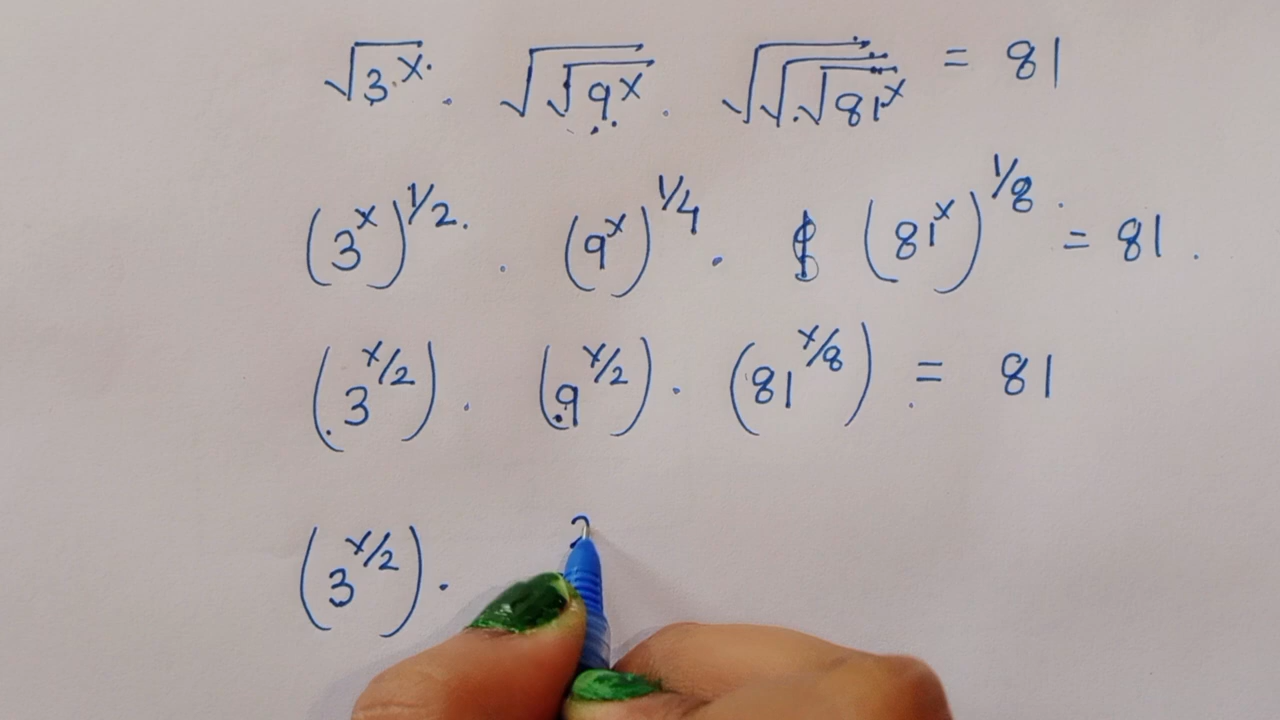 √3^x . √√9^x . √√√81^x = 81
(3^x)^1/2 . (9^x)^1/4 . (81^x)^1/8 = 81 .
(3^x/2) . (9^x/2) . (81^x/8) = 81
(3^x/2) .